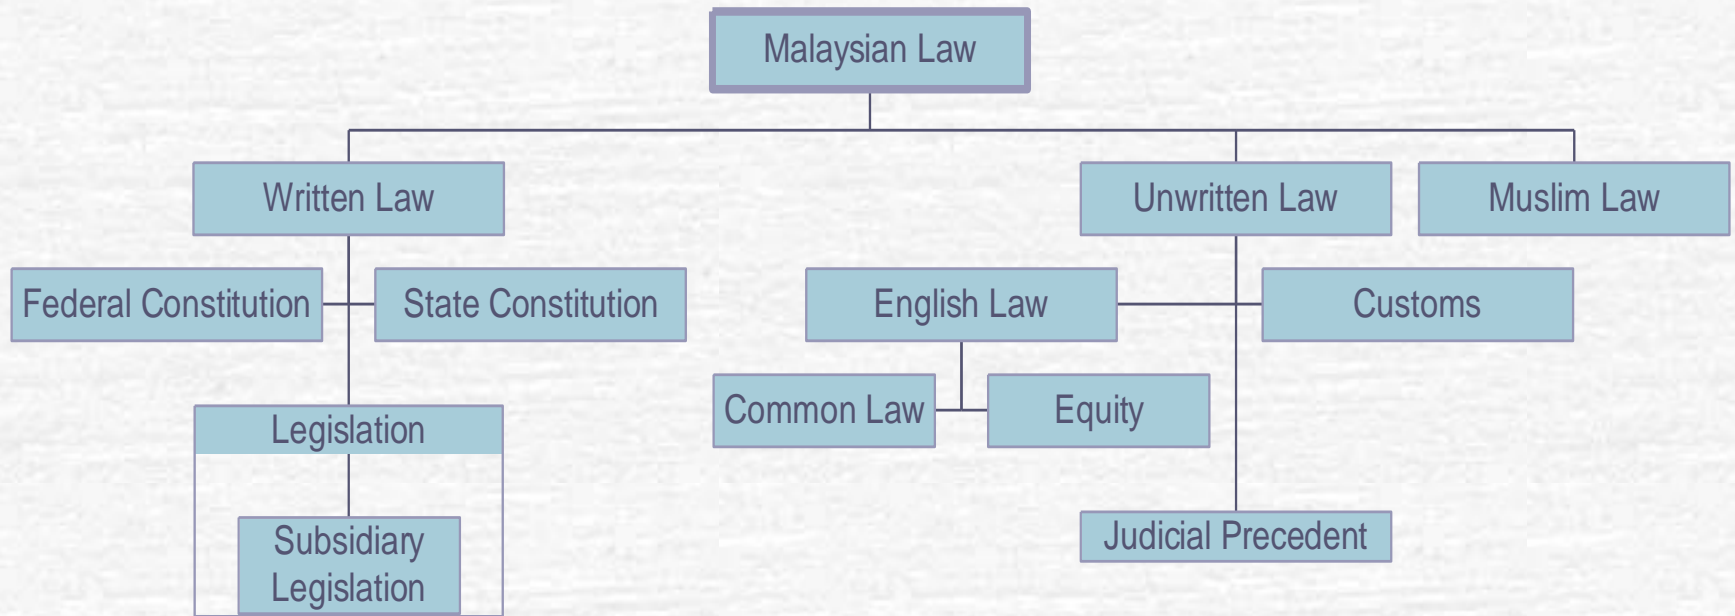 Malaysian Law
Written Law
Unwritten Law
Muslim Law
Federal Constitution
State Constitution
English Law
Customs
Common Law
Equity
Legislation
Subsidiary
Legislation
Judicial Precedent